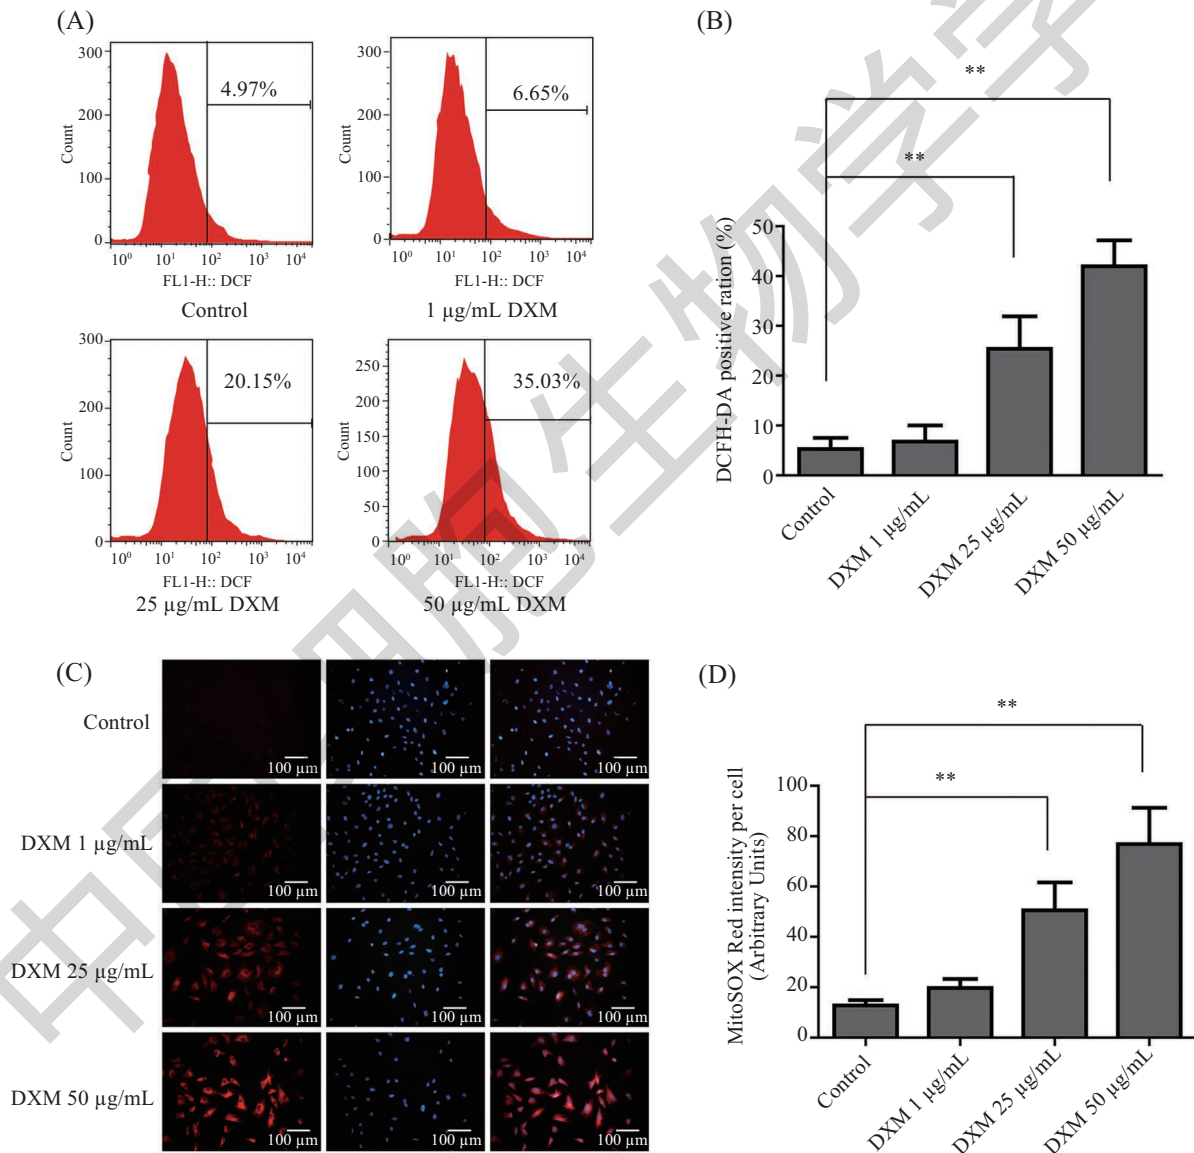 (A)
300
200
100
0
Count
4.97%
10⁰ 10¹ 10² 10³ 10⁴
FL1-H:: DCF
Control
300
200
100
0
Count
6.65%
10⁰ 10¹ 10² 10³ 10⁴
FL1-H:: DCF
1 µg/mL DXM
300
200
100
0
Count
20.15%
10⁰ 10¹ 10² 10³ 10⁴
FL1-H:: DCF
25 µg/mL DXM
250
200
150
100
50
0
Count
35.03%
10⁰ 10¹ 10² 10³ 10⁴
FL1-H:: DCF
50 µg/mL DXM
(B)
**
**
DCFH-DA positive ration (%)
50
40
30
20
10
0
Control
DXM 1 µg/mL
DXM 25 µg/mL
DXM 50 µg/mL
(C)
Control
100 µm 100 µm 100 µm
DXM 1 µg/mL
100 µm 100 µm 100 µm
DXM 25 µg/mL
100 µm 100 µm 100 µm
DXM 50 µg/mL
100 µm 100 µm 100 µm
(D)
**
**
MitoSOX Red intensity per cell
(Arbitrary Units)
100
80
60
40
20
0
Control
DXM 1 µg/mL
DXM 25 µg/mL
DXM 50 µg/mL
中国细胞生物学学